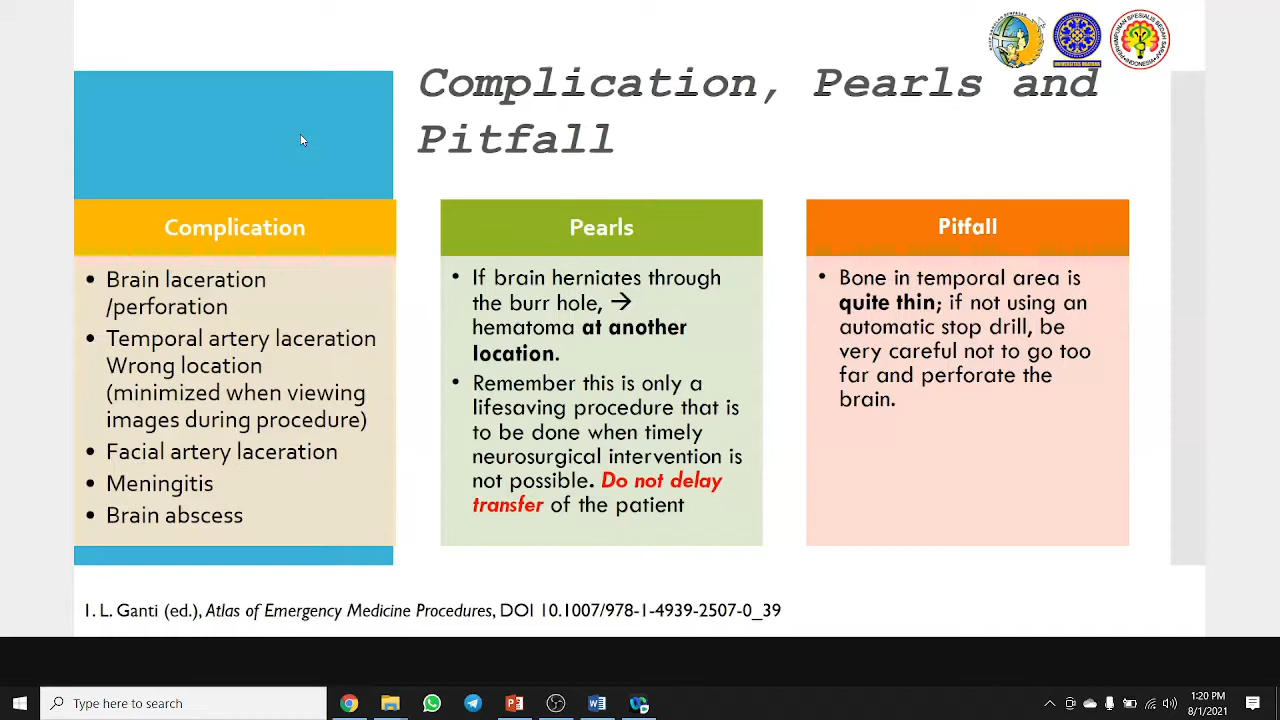 Complication, Pearls and
Pitfall
Complication
• Brain laceration
/perforation
• Temporal artery laceration
Wrong location
(minimized when viewing
images during procedure)
• Facial artery laceration
• Meningitis
• Brain abscess
Pearls
• If brain herniates through
the burr hole, →
hematoma at another
location.
• Remember this is only a
lifesaving procedure that is
to be done when timely
neurosurgical intervention is
not possible. Do not delay
transfer of the patient
Pitfall
• Bone in temporal area is
quite thin; if not using an
automatic stop drill, be
very careful not to go too
far and perforate the
brain.
1. L. Ganti (ed.), Atlas of Emergency Medicine Procedures, DOI 10.1007/978-1-4939-2507-0_39
Type here to search
1:20 PM
8/1/2021